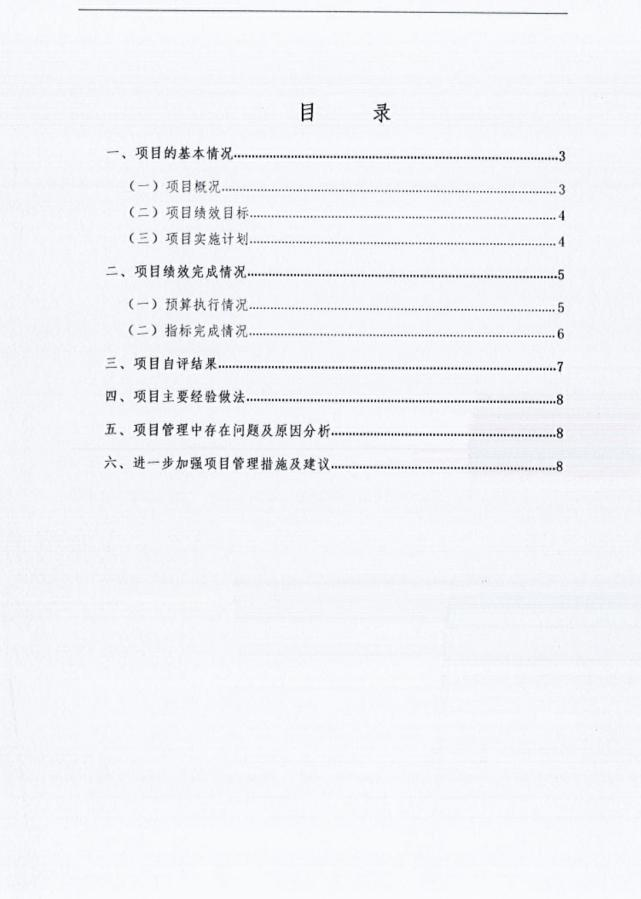 目 录
一、项目的基本情况........................3
（一）项目概况........................3
（二）项目绩效目标........................4
（三）项目实施计划........................4
二、项目绩效完成情况........................5
（一）预算执行情况........................5
（二）指标完成情况........................6
三、项目自评结果........................7
四、项目主要经验做法........................8
五、项目管理中存在问题及原因分析........................8
六、进一步加强项目管理措施及建议........................8